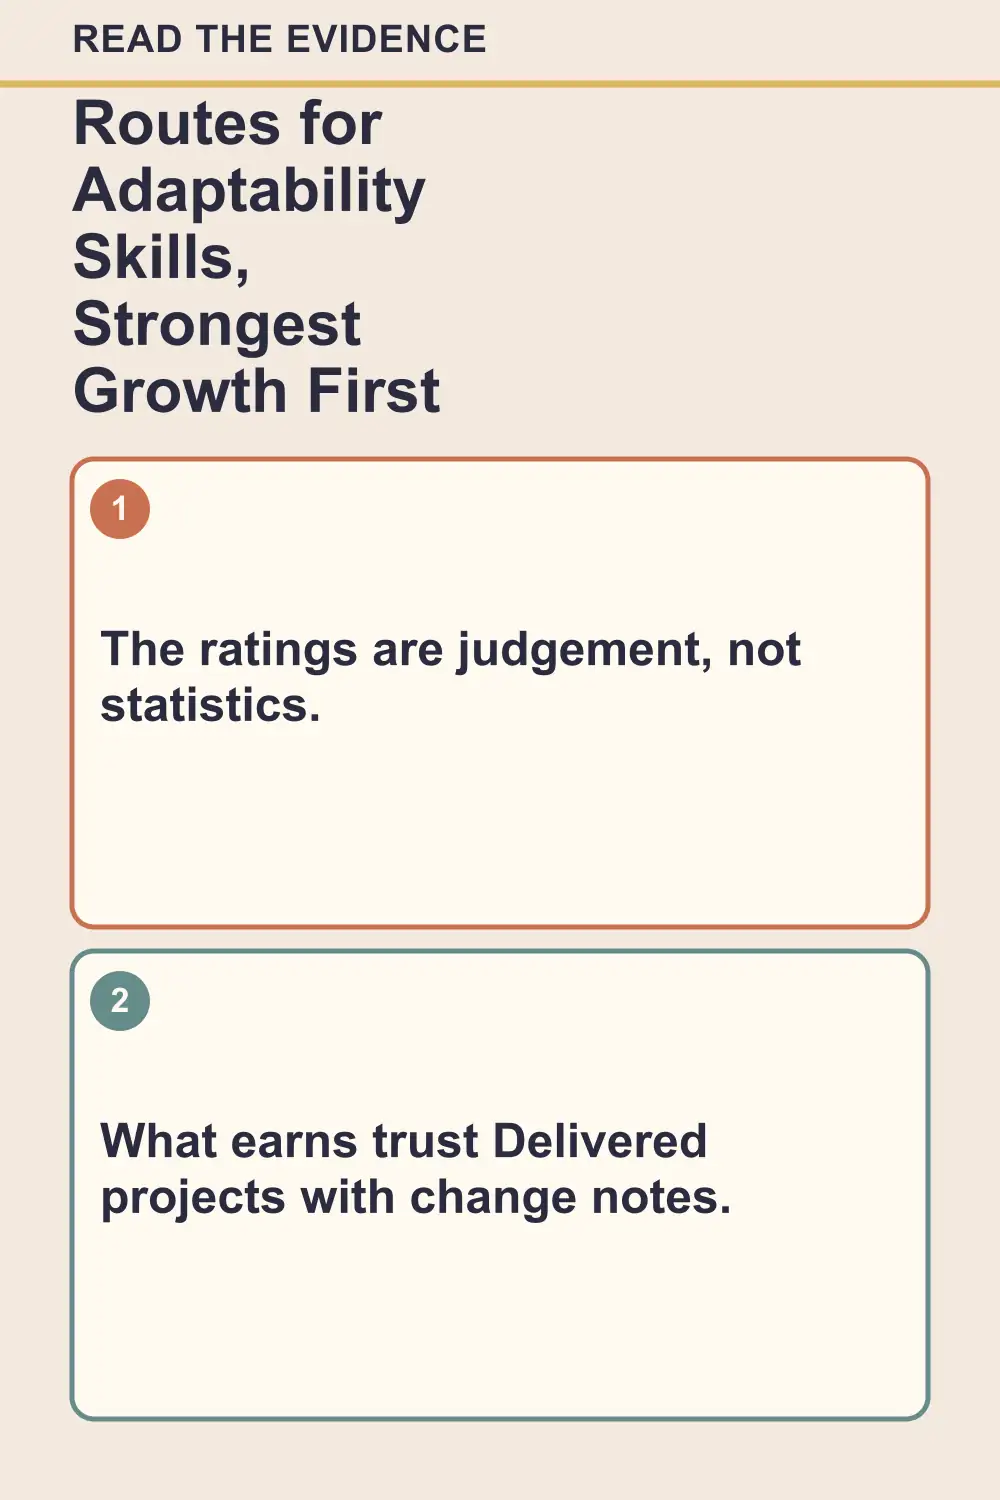 READ THE EVIDENCE
Routes for
Adaptability
Skills,
Strongest
Growth First
1
The ratings are judgement, not
statistics.
2
What earns trust Delivered
projects with change notes.